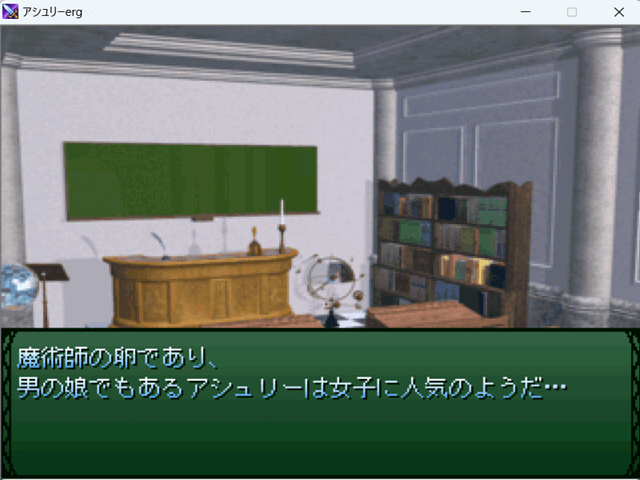 アシュリーerg
魔術師の卵であり、
男の娘でもあるアシュリーは女子に人気のようだ…